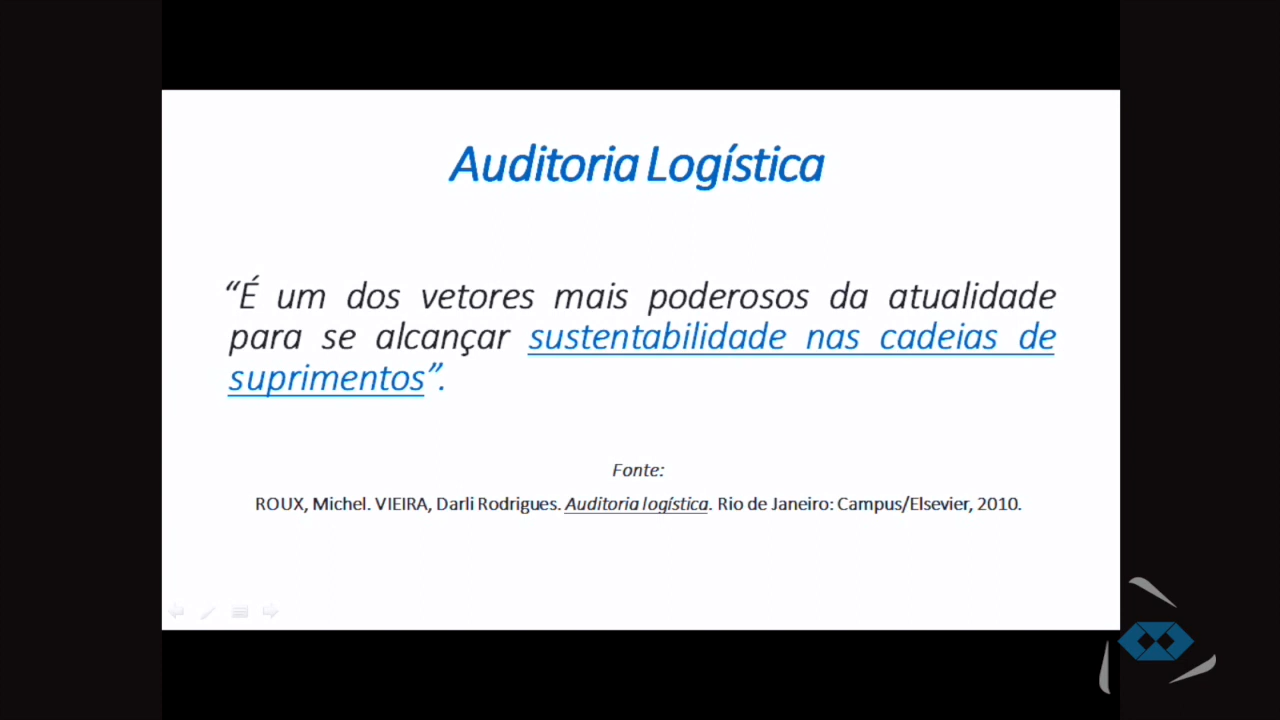 Auditoria Logística
“É um dos vetores mais poderosos da atualidade
para se alcançar sustentabilidade nas cadeias de
suprimentos”.
Fonte:
ROUX, Michel. VIEIRA, Darli Rodrigues. Auditoria logística. Rio de Janeiro: Campus/Elsevier, 2010.